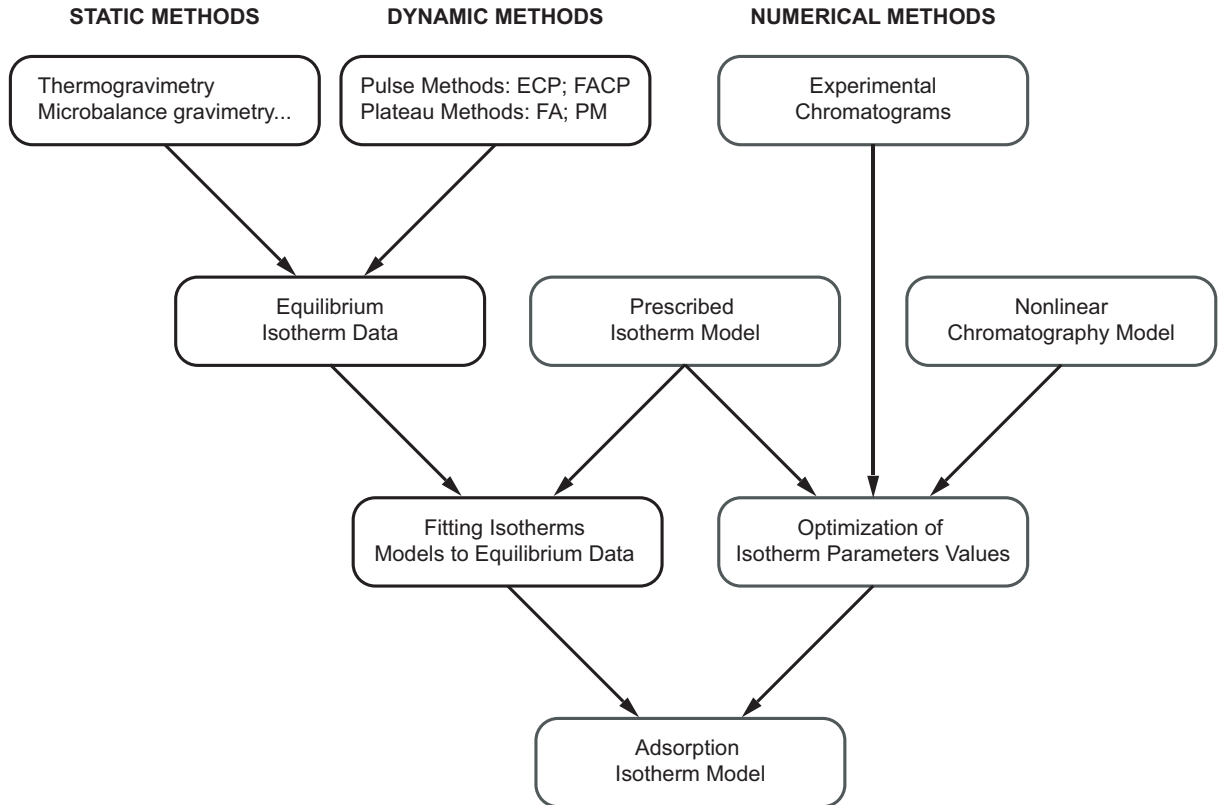 STATIC METHODS
DYNAMIC METHODS
NUMERICAL METHODS
Thermogravimetry
Microbalance gravimetry...
Pulse Methods: ECP; FACP
Plateau Methods: FA; PM
Experimental
Chromatograms
Equilibrium
Isotherm Data
Prescribed
Isotherm Model
Nonlinear
Chromatography Model
Fitting Isotherms
Models to Equilibrium Data
Optimization of
Isotherm Parameters Values
Adsorption
Isotherm Model